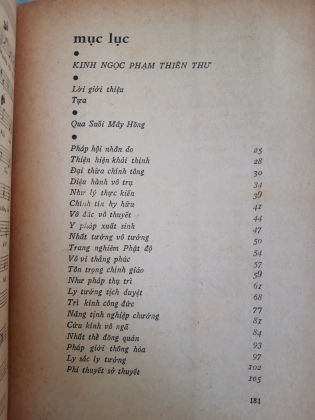 mục lục
KINH NGỌC PHẠM THIÊN THƯ
Lời giới thiệu
Tựa
Qua Suối Mây Hồng
Pháp hội nhân do 25
Thiện hiện khải thỉnh 28
Đại thừa chính tông 30
Diệu hành vô trụ 34
Như lý thực kiến 39
Chính tín hy hữu 41
Vô đắc vô thuyết 44
Y pháp xuất sinh 47
Nhất tướng vô tướng 50
Trang nghiêm Phật độ 54
Vô vi thắng phúc 57
Tôn trọng chính giáo 59
Như pháp thụ trì 61
Ly tướng tịch duyệt 68
Trì kinh công đức 77
Năng tịnh nghiệp chướng 81
Cứu kính vô ngã 84
Nhất thể đồng quán 93
Pháp giới thông hóa 97
Ly sắc ly tướng 102
Phi thuyết sở thuyết 105
181